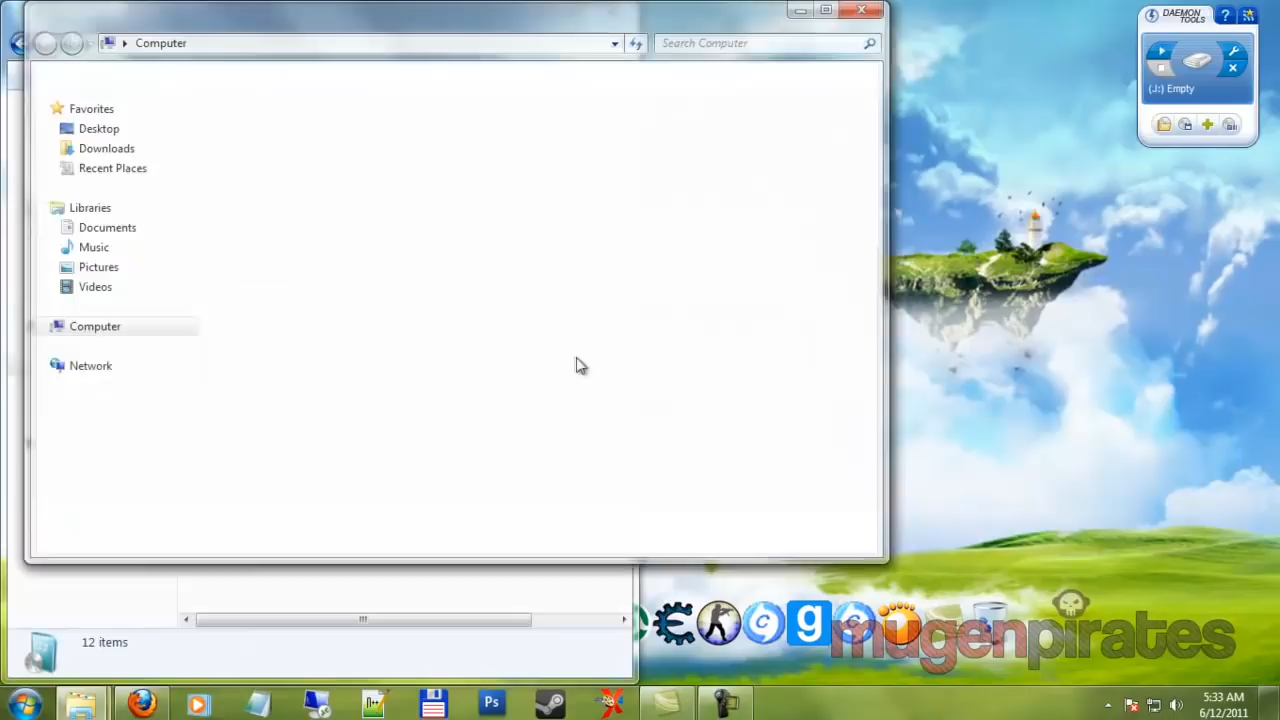 Computer
Search Computer
Favorites
Desktop
Downloads
Recent Places
Libraries
Documents
Music
Pictures
Videos
Computer
Network
12 items
DAEMON
TOOLS
?
(J:) Empty
g
mugenpirates
Ps
5:33 AM
6/12/2011